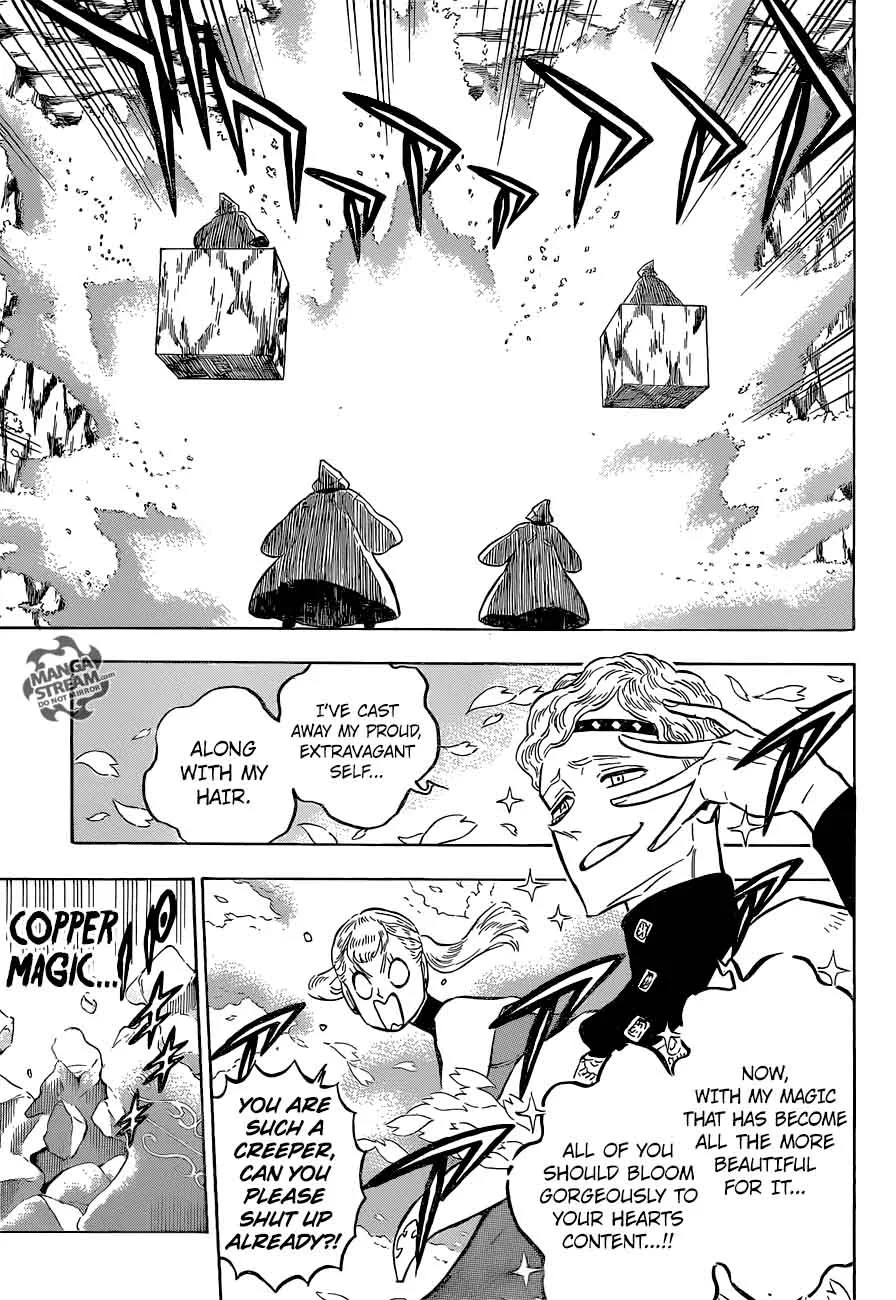 MANGA
STREAM.com
DO NOT MIRROR
I'VE CAST
AWAY MY PROUD,
EXTRAVAGANT
SELF...
ALONG
WITH MY
HAIR.
NOW,
WITH MY MAGIC
THAT HAS BECOME
ALL THE MORE
BEAUTIFUL
FOR IT...
ALL OF YOU
SHOULD BLOOM
GORGEOUSLY TO
YOUR HEARTS
CONTENT...!!
YOU ARE
SUCH A
CREEPER,
CAN YOU
PLEASE
SHUT UP
ALREADY?!
COPPER
MAGIC...